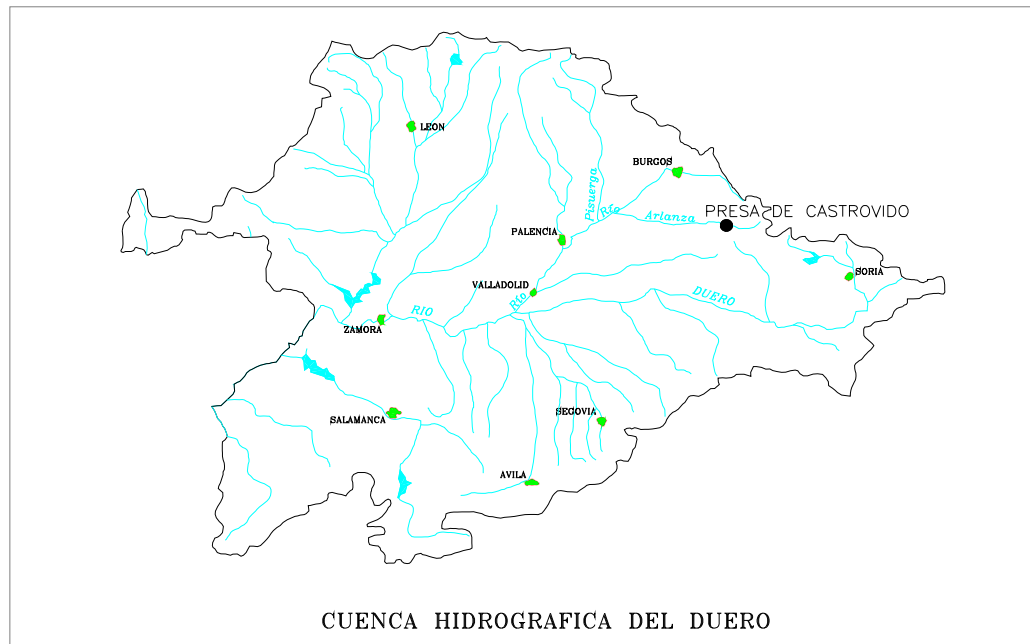 LEON
BURGOS
Pisuerga
Río
Arlanza
PRESA DE CASTROVIDO
PALENCIA
SORIA
VALLADOLID
Río
DUERO
RIO
ZAMORA
SEGOVIA
SALAMANCA
AVILA
CUENCA HIDROGRAFICA DEL DUERO